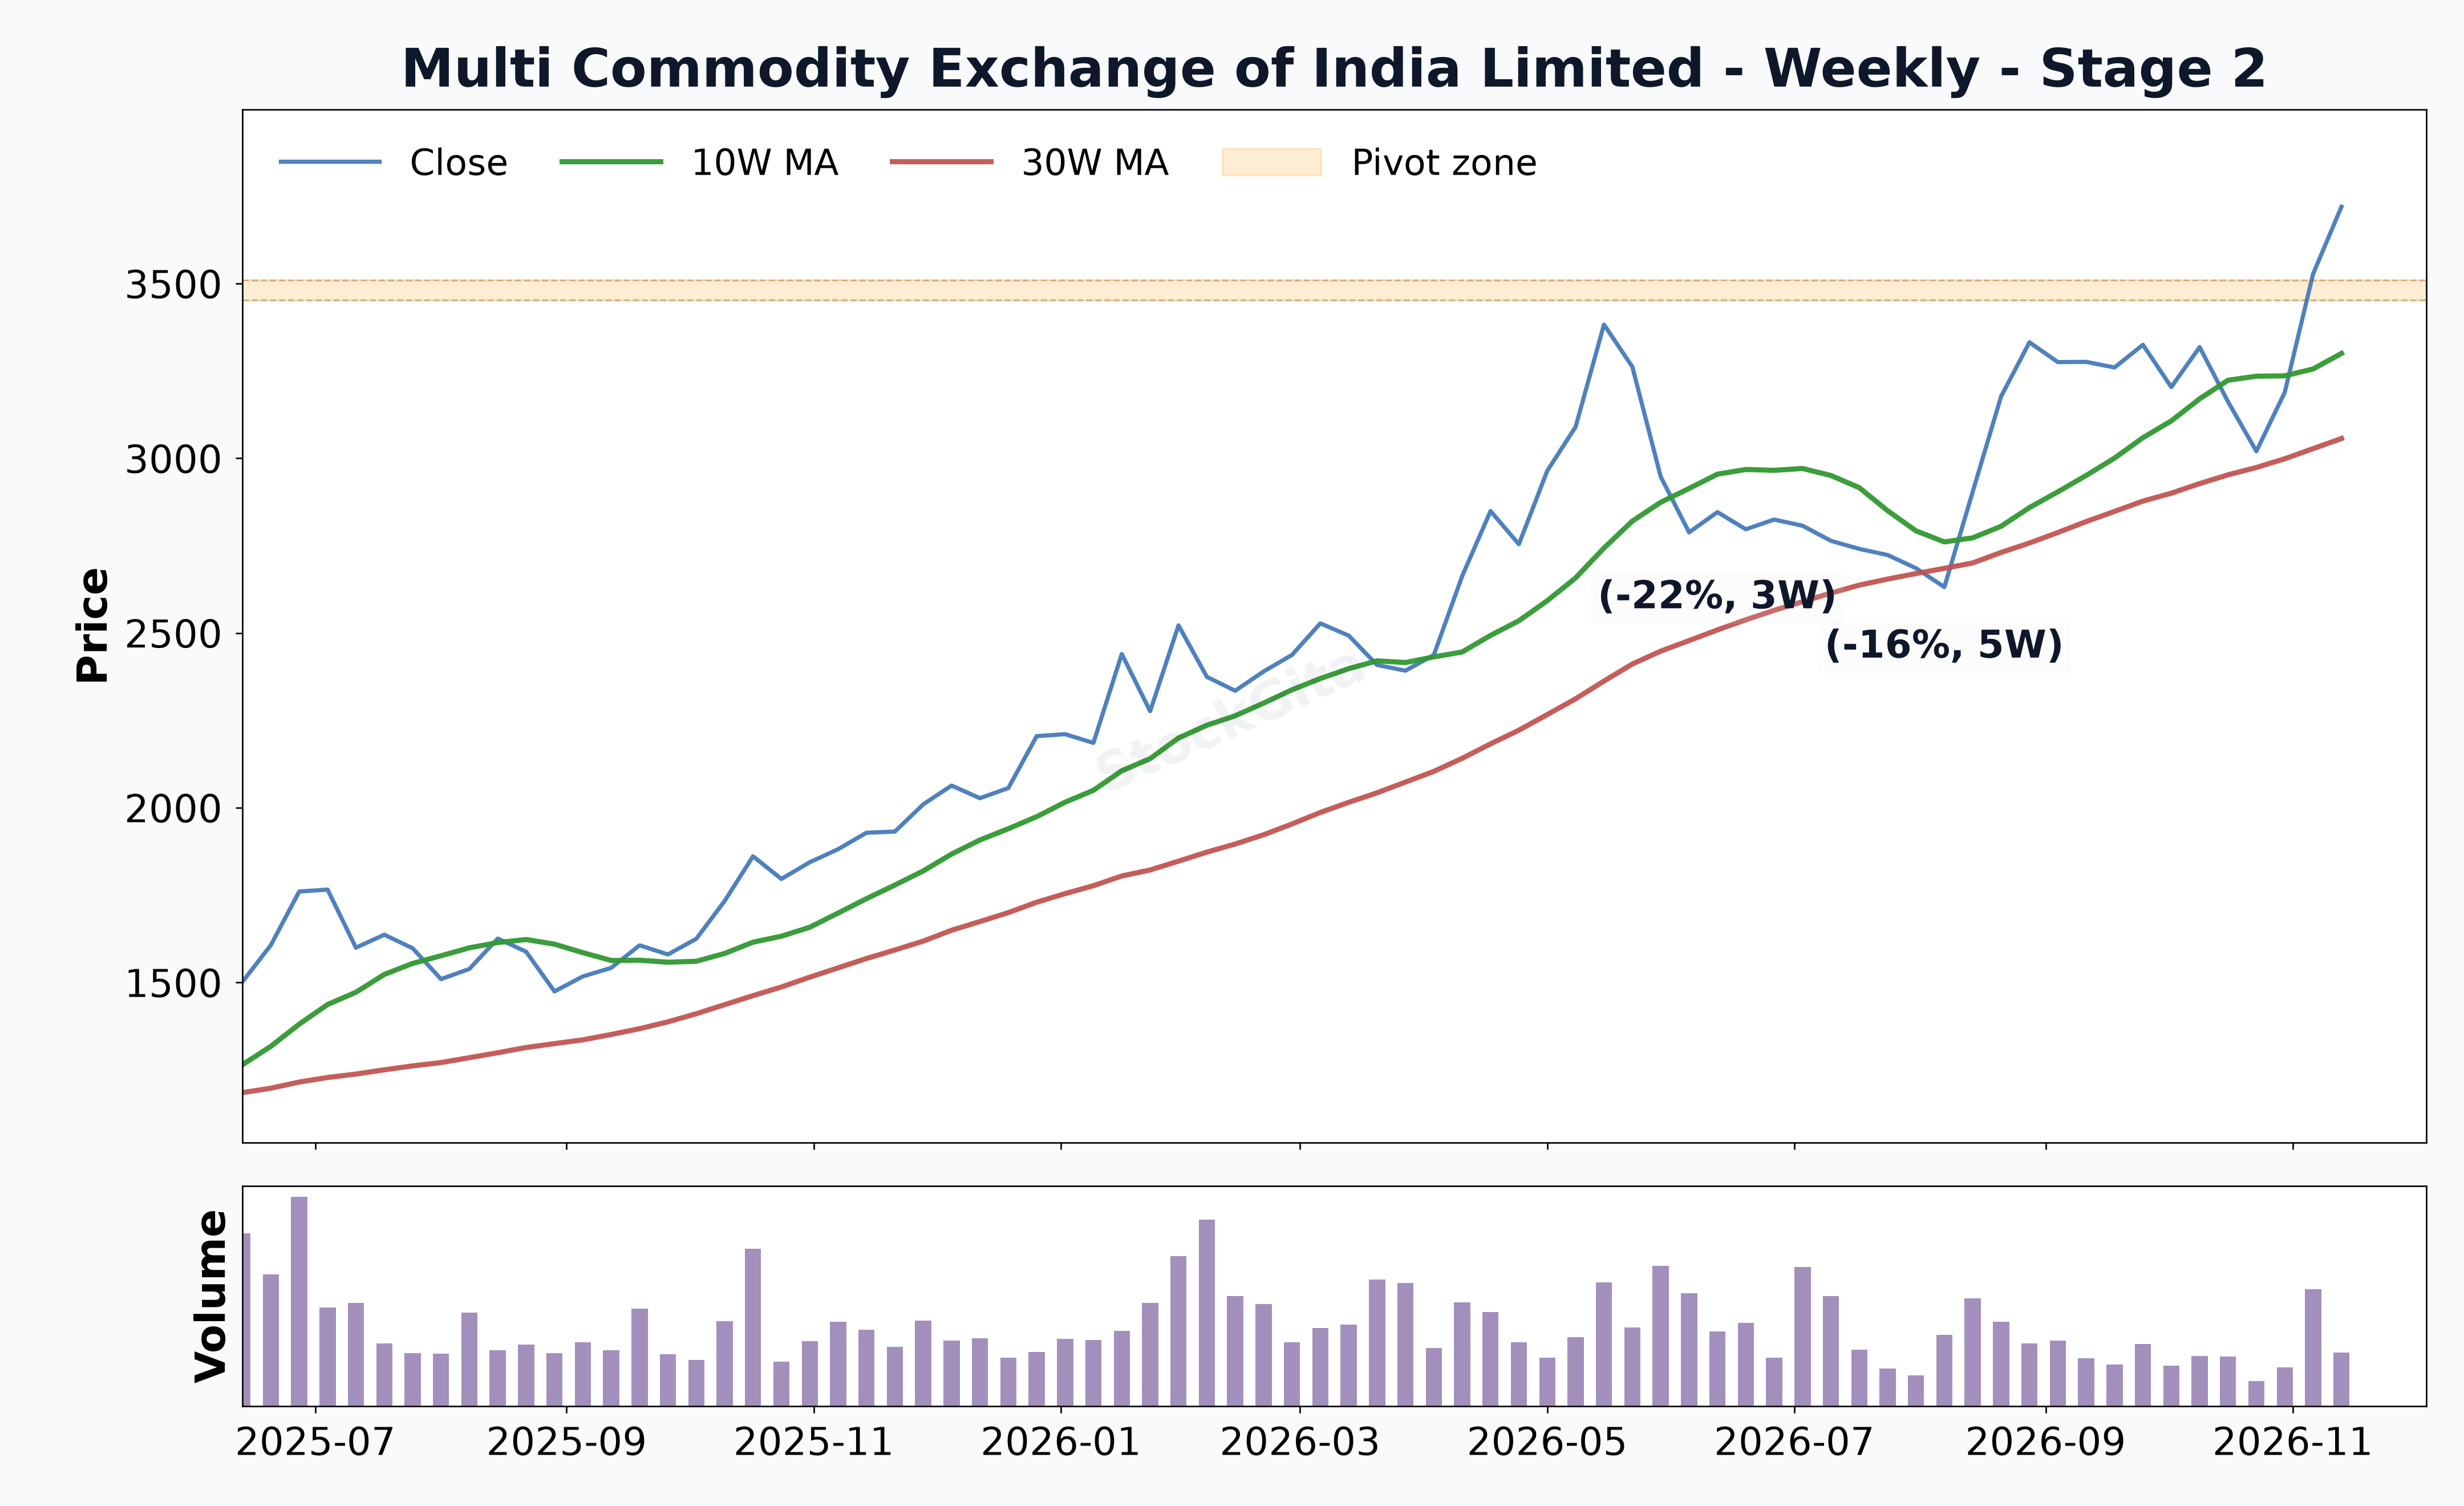 Multi Commodity Exchange of India Limited - Weekly - Stage 2
Close
10W MA
30W MA
Pivot zone
3500
3000
2500
2000
1500
Price
(-22%, 3W)
(-16%, 5W)
StockGita
Volume
2025-07
2025-09
2025-11
2026-01
2026-03
2026-05
2026-07
2026-09
2026-11